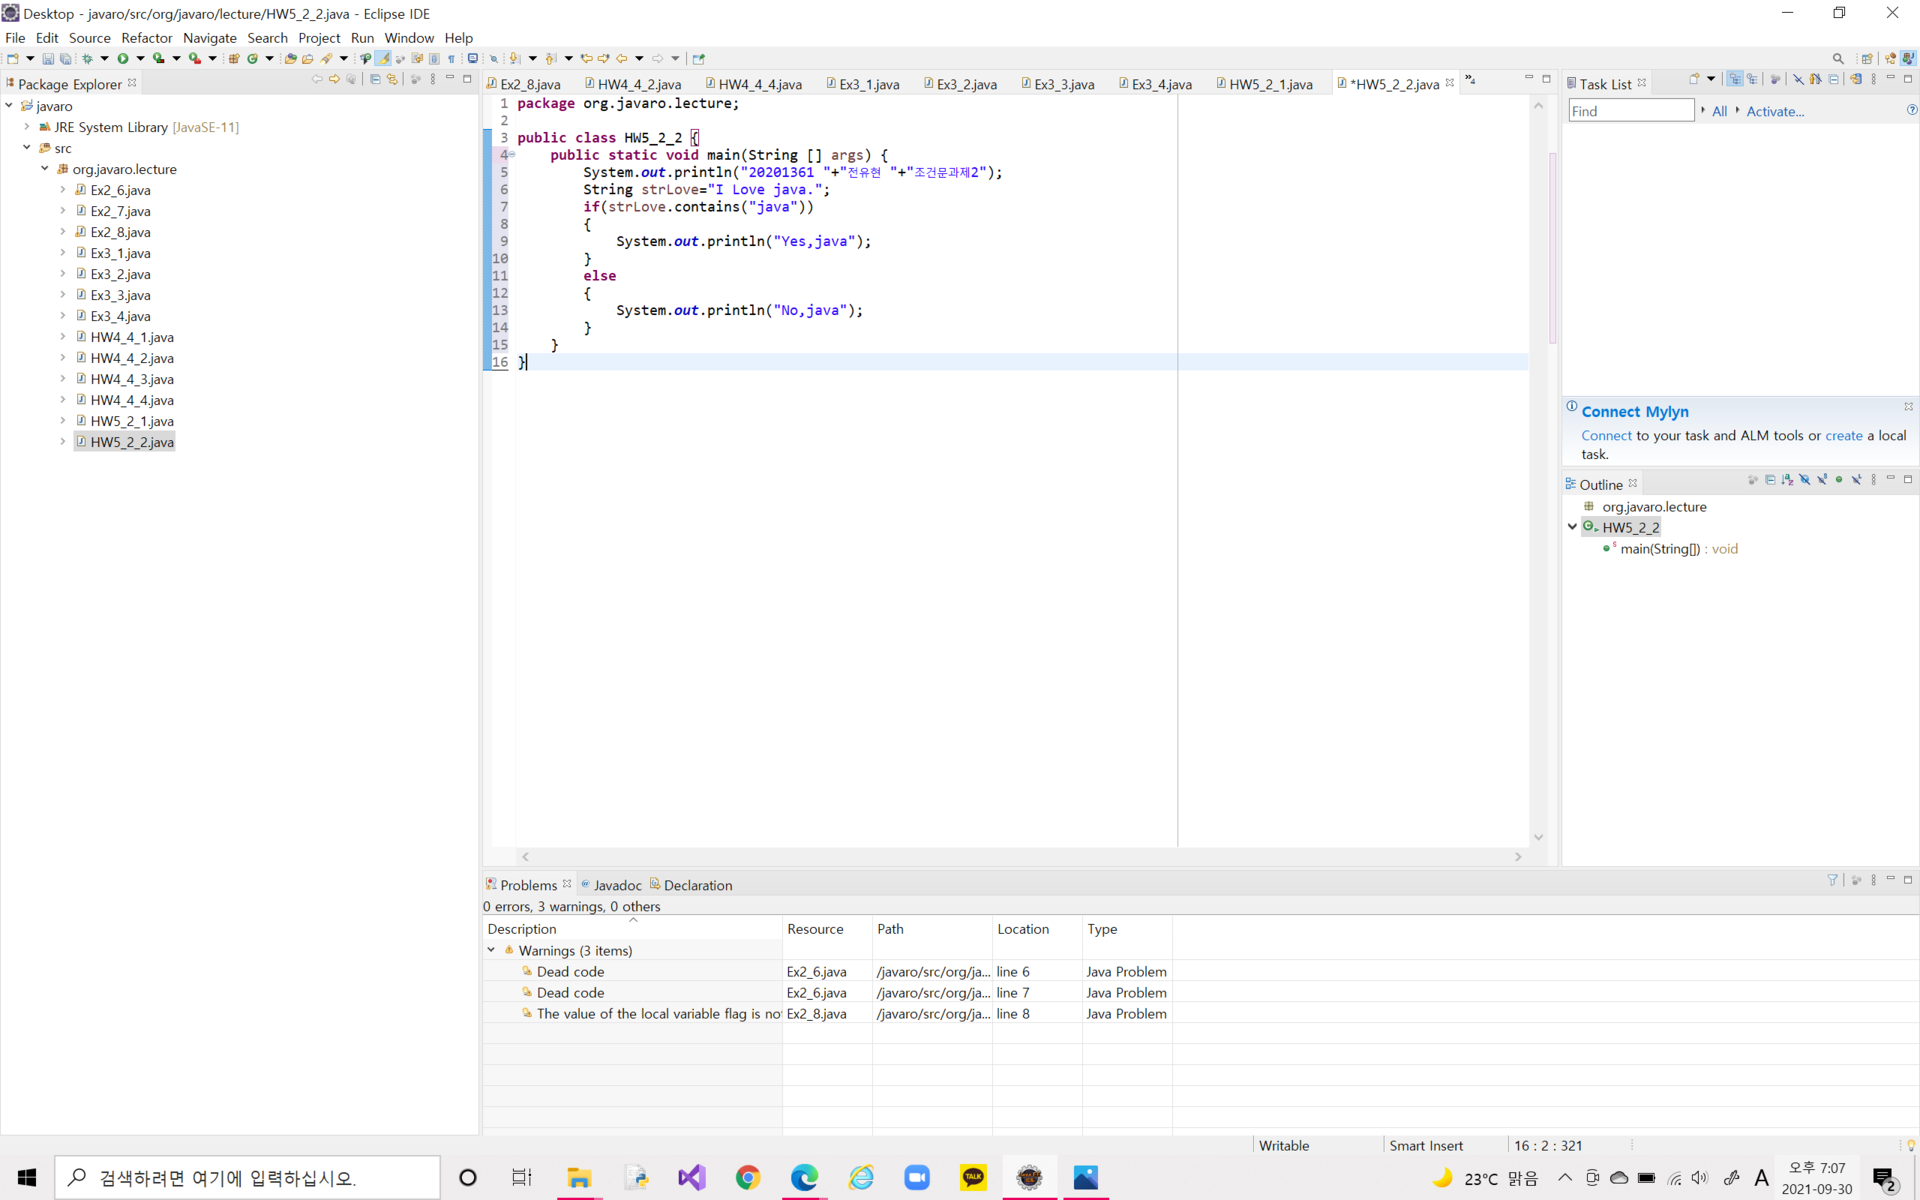 Desktop - javaro/src/org/javaro/lecture/HW5_2_2.java - Eclipse IDE
File Edit Source Refactor Navigate Search Project Run Window Help
Package Explorer
javaro
JRE System Library [JavaSE-11]
src
org.javaro.lecture
Ex2_6.java
Ex2_7.java
Ex2_8.java
Ex3_1.java
Ex3_2.java
Ex3_3.java
Ex3_4.java
HW4_4_1.java
HW4_4_2.java
HW4_4_3.java
HW4_4_4.java
HW5_2_1.java
HW5_2_2.java
Ex2_8.java HW4_4_2.java HW4_4_4.java Ex3_1.java Ex3_2.java Ex3_3.java Ex3_4.java HW5_2_1.java *HW5_2_2.java »4
1 package org.javaro.lecture;
2
3 public class HW5_2_2 {
4 public static void main(String [] args) {
5 System.out.println("20201361 "+"전유현 "+"조건문과제2");
6 String strLove="I Love java.";
7 if(strLove.contains("java"))
8 {
9 System.out.println("Yes,java");
10 }
11 else
12 {
13 System.out.println("No,java");
14 }
15 }
16 }
Task List
Find All Activate...
Connect Mylyn
Connect to your task and ALM tools or create a local
task.
Outline
org.javaro.lecture
HW5_2_2
main(String[]) : void
Problems Javadoc Declaration
0 errors, 3 warnings, 0 others
Description Resource Path Location Type
Warnings (3 items)
Dead code Ex2_6.java /javaro/src/org/ja... line 6 Java Problem
Dead code Ex2_6.java /javaro/src/org/ja... line 7 Java Problem
The value of the local variable flag is no Ex2_8.java /javaro/src/org/ja... line 8 Java Problem
Writable Smart Insert 16 : 2 : 321
검색하려면 여기에 입력하십시오.
TALK
23°C 맑음
A
오후 7:07
2021-09-30
2